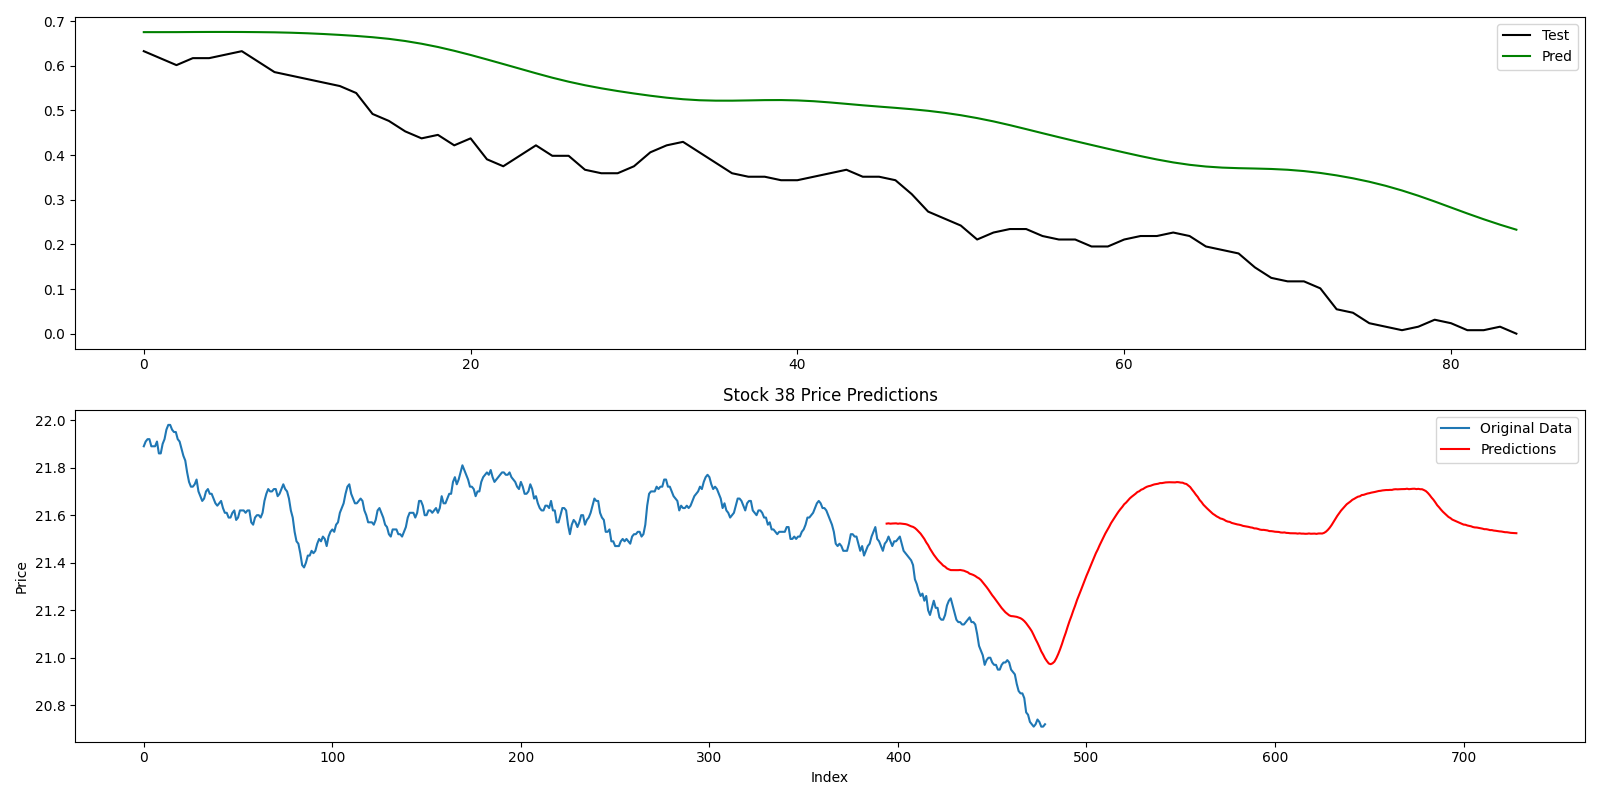 0.7
0.6
0.5
0.4
0.3
0.2
0.1
0.0
Test
Pred
0 20 40 60 80
Stock 38 Price Predictions
22.0
21.8
21.6
21.4
21.2
21.0
20.8
Price
Original Data
Predictions
0 100 200 300 400 500 600 700
Index